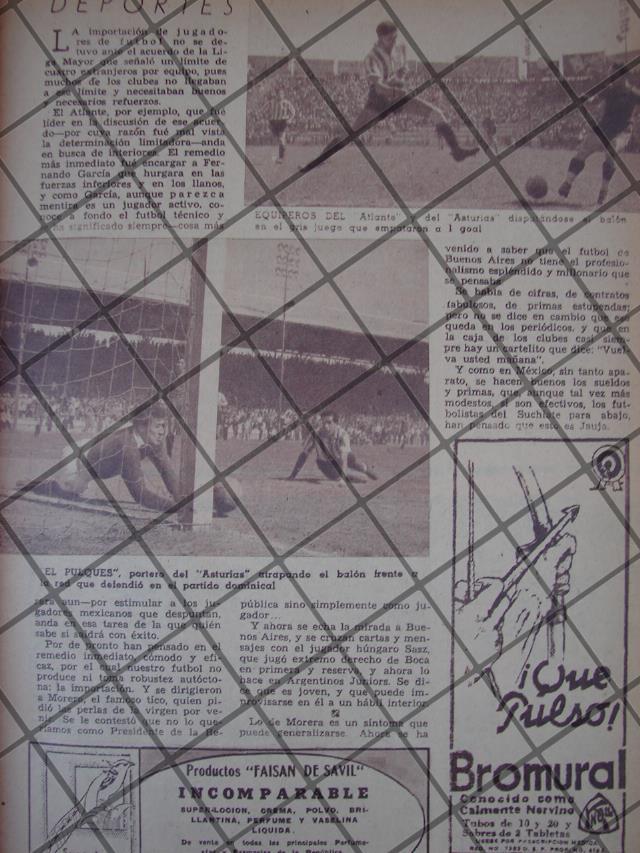 DEPORTES
LA importación de jugado-
res de futbol no se de-
tuvo ante el acuerdo de la Li-
ga Mayor que señaló un límite de
cuatro extranjeros por equipo, pues
muchos de los clubes no llegaban
a ese límite y necesitaban buenos
y necesarios refuerzos.
El Atlante, por ejemplo, que fué
líder en la discusión de ese acuer-
do—por cuya razón fué mal vista
la determinación limitadora—anda
en busca de interiores. El remedio
más inmediato fué encargar a Fer-
nando García que hurgara en las
fuerzas inferiores y en los llanos,
y como García, aunque parezca
mentira es un jugador activo, co-
noce a fondo el futbol técnico y
ha significado siempre—cosa más
EQUIPEROS DEL "Atlante" y del "Asturias" disputándose el balón
en el gris juego que empataron a 1 goal
EL PULQUES", portero del "Asturias" atrapando el balón frente a
la red que defendió en el partido dominical
rara aun—por estimular a los ju-
gadores mexicanos que despuntan,
anda en esa tarea de la que quién
sabe si saldrá con éxito.
Por de pronto han pensado en el
remedio inmediato cómodo y efi-
caz, por el cual nuestro futbol no
produce ni toma robustez autócto-
na: la importación. Y se dirigieron
a Morera, el famoso tico, quien pi-
dió las perlas de la virgen por ve-
nir. Se le contestó que no lo que-
ríamos como Presidente de la Re-
pública sino simplemente como ju-
gador...
Y ahora se echa la mirada a Bue-
nos Aires, y se cruzan cartas y men-
sajes con el jugador húngaro Sasz,
que jugó extremo derecho de Boca
en primera y reserva, y ahora lo
hace en Argentinos Juniors. Se di-
ce que es joven, y que puede im-
provisarse en él a un hábil interior.
Lo de Morera es un síntoma que
puede generalizarse. Ahora se ha
venido a saber que el futbol de
Buenos Aires no tiene el profesio-
nalismo espléndido y millonario que
se pensaba.
Se habla de cifras, de contratos
fabulosos, de primas estupendas;
pero no se dice en cambio que eso
queda en los periódicos, y que en
la caja de los clubes casi siem-
pre hay un cartelito que dice: "Vuel-
va usted mañana".
Y como en México, sin tanto apa-
rato, se hacen buenos los sueldos
y primas, que aunque tal vez más
modestos, sí son efectivos, los fut-
bolistas del Suchiate para abajo,
han pensado que esto es Jauja.
¡Que
Pulso!
Bromural
Conocido como
Calmante Nervino
Tubos de 10 y 20 y
Sobres de 2 Tabletas
KNOLL
Productos "FAISAN DE SAVIL"
INCOMPARABLE
SUPER-LOCION, CREMA, POLVO, BRI-
LLANTINA, PERFUME Y VASELINA
LIQUIDA.
De venta en todas las principales Perfume-